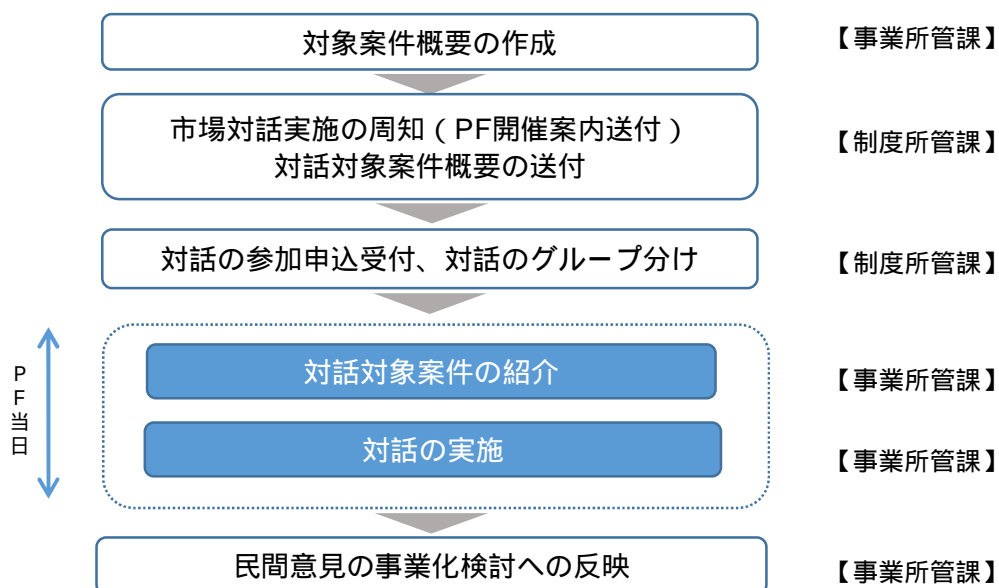 対象案件概要の作成
【事業所管課】
市場対話実施の周知（PF開催案内送付）
対話対象案件概要の送付
【制度所管課】
対話の参加申込受付、対話のグループ分け
【制度所管課】
PF当日
対話対象案件の紹介
【事業所管課】
対話の実施
【事業所管課】
民間意見の事業化検討への反映
【事業所管課】